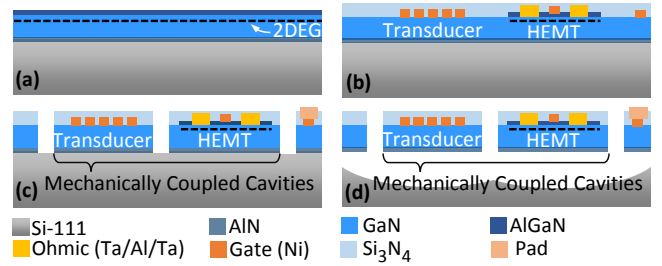 2DEG
(a)
Transducer
HEMT
(b)
Transducer
HEMT
Mechanically Coupled Cavities
(c)
Transducer
HEMT
Mechanically Coupled Cavities
(d)
Si-111
AlN
GaN
AlGaN
Ohmic (Ta/Al/Ta)
Gate (Ni)
Si3N4
Pad